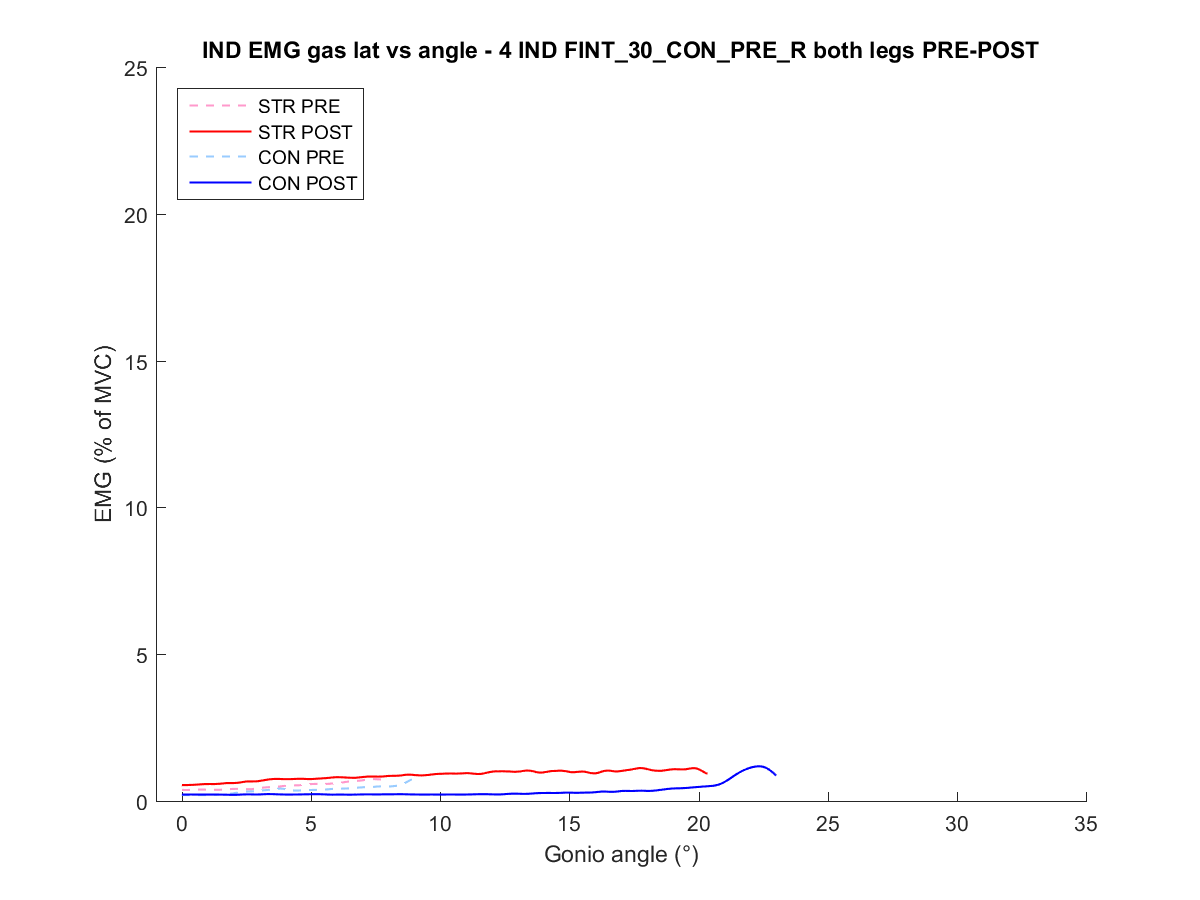 IND EMG gas lat vs angle - 4 IND FINT_30_CON_PRE_R both legs PRE-POST
25
20
15
10
5
0
EMG (% of MVC)
STR PRE
STR POST
CON PRE
CON POST
0 5 10 15 20 25 30 35
Gonio angle (°)